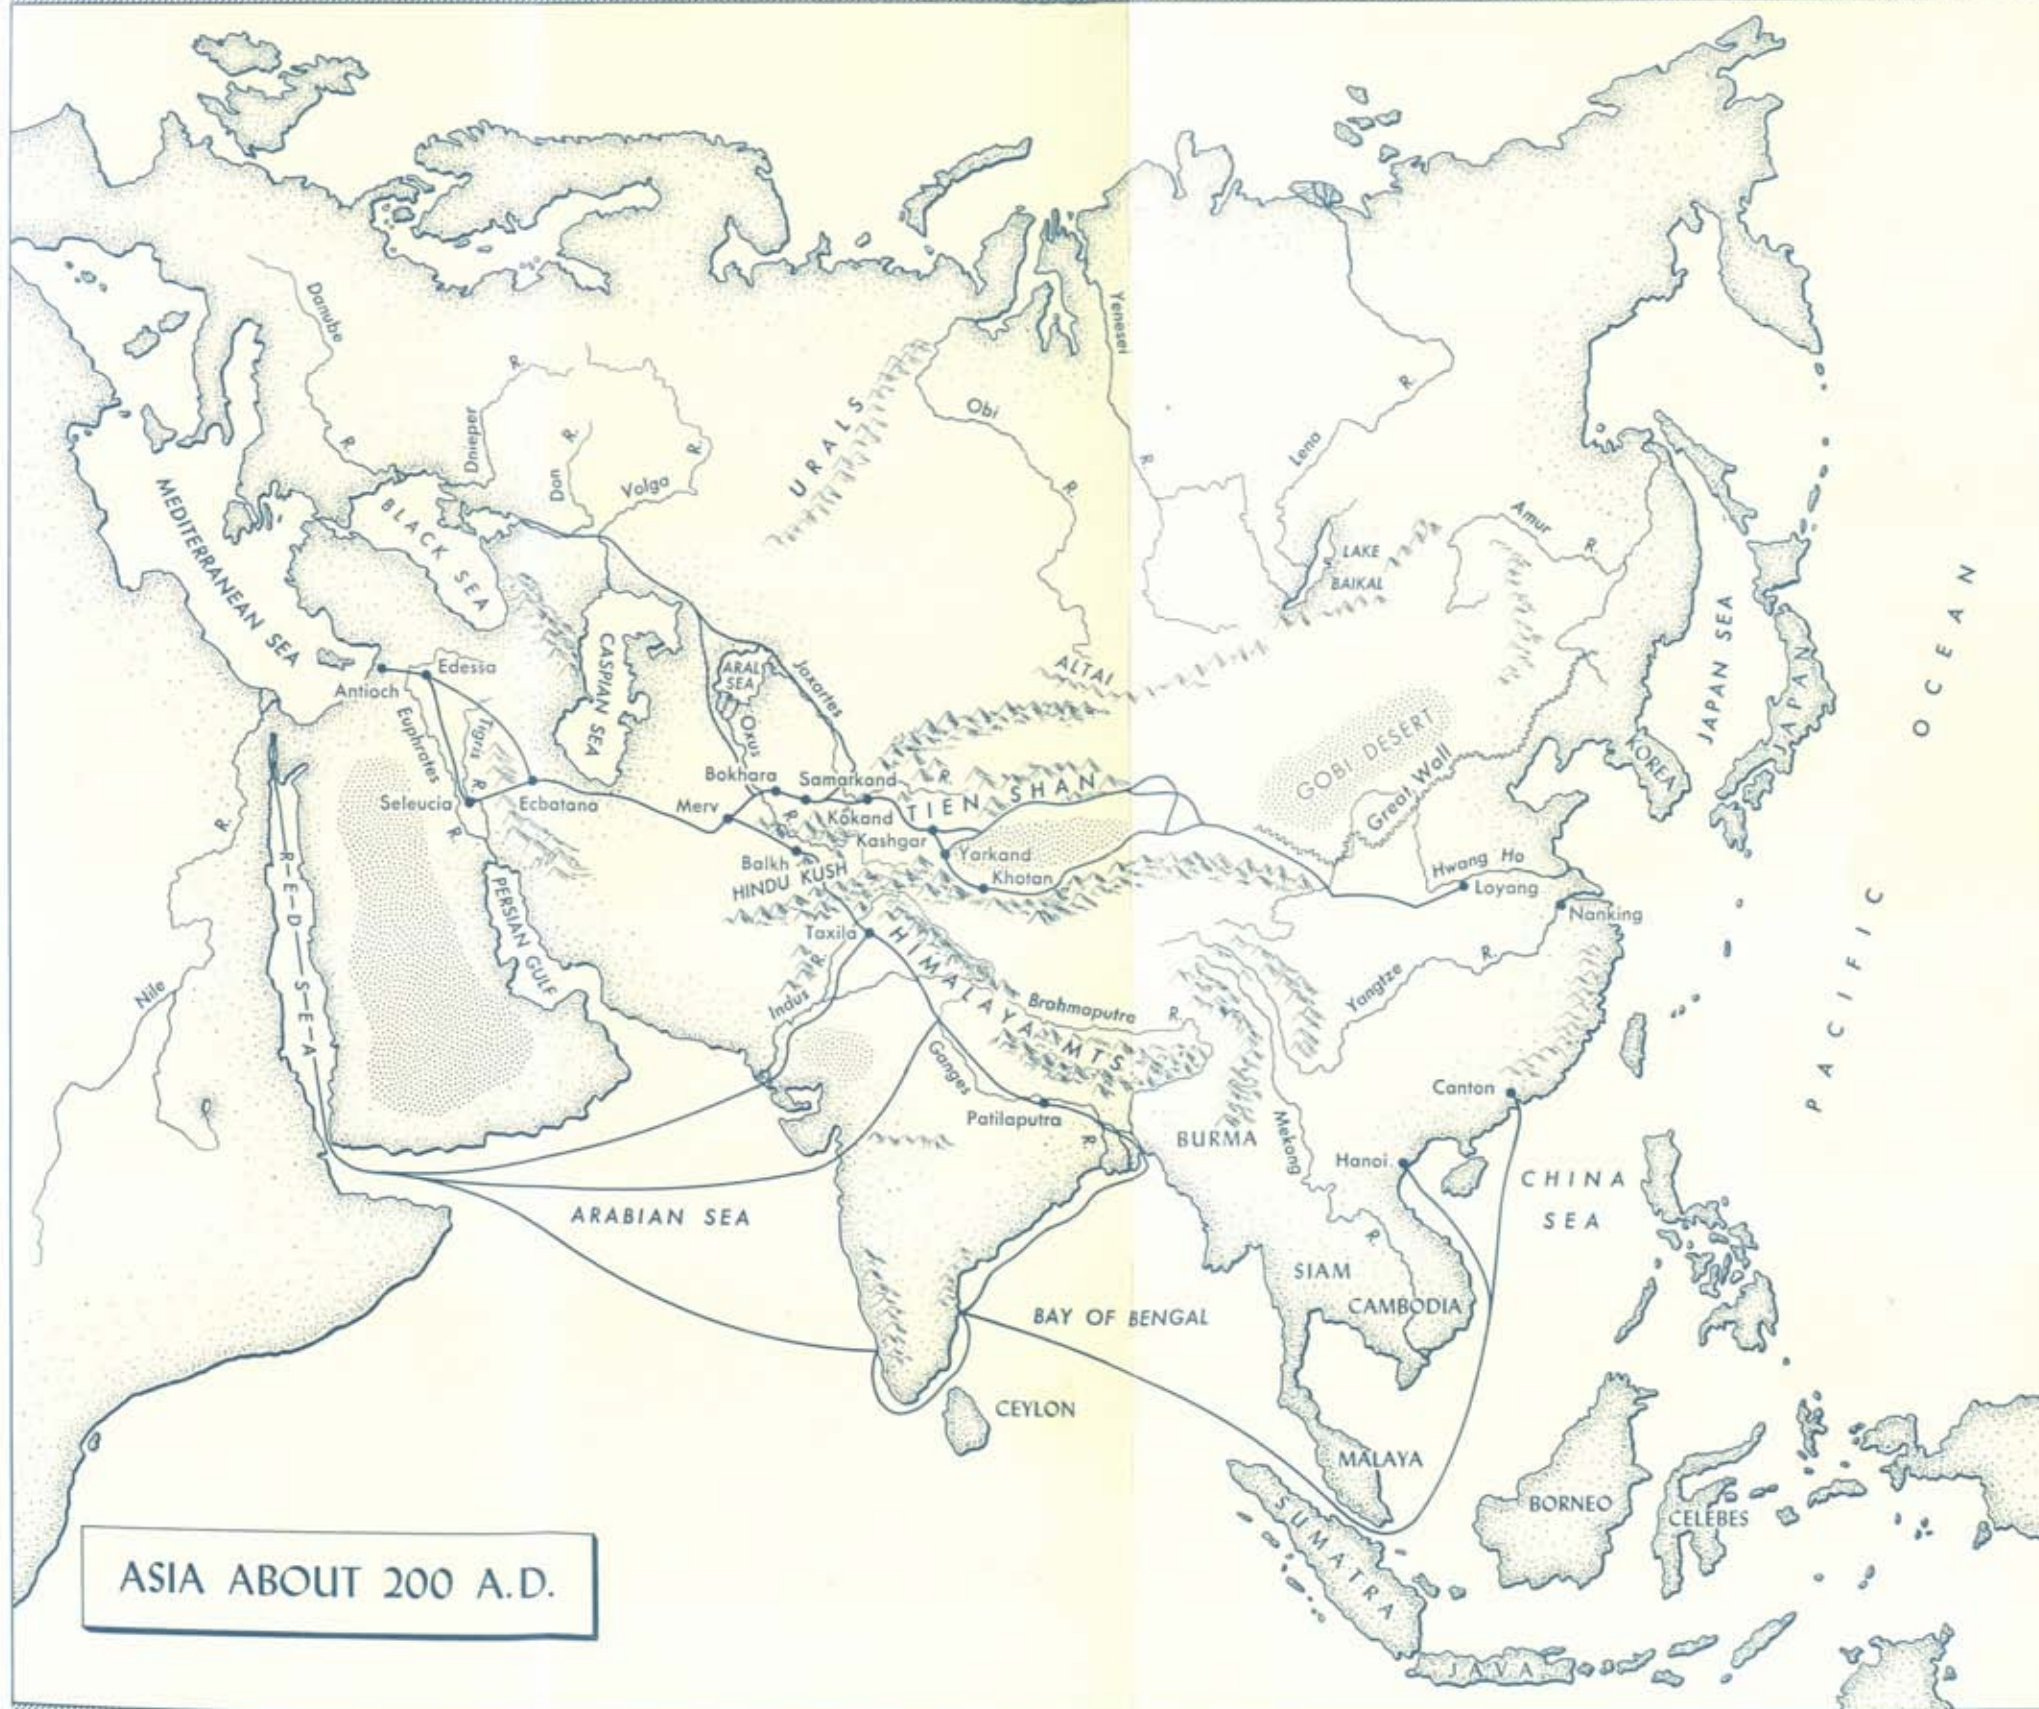 Danube
R.
Dnieper
R.
Don
R.
Volga
R.
URALS
Obi
R.
Yenesei
R.
Lena
R.
LAKE
BAIKAL
Amur
R.
MEDITERRANEAN SEA
BLACK SEA
CASPIAN SEA
ARAL
SEA
Jaxartes
R.
Oxus
R.
ALTAI
GOBI DESERT
Great Wall
KOREA
JAPAN SEA
JAPAN
PACIFIC OCEAN
Antioch
Edessa
Euphrates
R.
Tigris R.
Seleucia
Ecbatana
Merv
Bokhara
Samarkand
Kokand
TIEN SHAN
Kashgar
Yarkand
Khotan
Balkh
HINDU KUSH
Taxila
Hwang Ho
Loyang
Nanking
Yangtze R.
Nile
R.
RED SEA
PERSIAN GULF
Indus
R.
HIMALAYA MTS
Brahmaputra R.
Ganges
R.
Patilaputra
BURMA
Mekong
R.
Canton
Hanoi
CHINA
SEA
ARABIAN SEA
SIAM
CAMBODIA
BAY OF BENGAL
CEYLON
MALAYA
SUMATRA
BORNEO
CELEBES
JAVA
ASIA ABOUT 200 A.D.